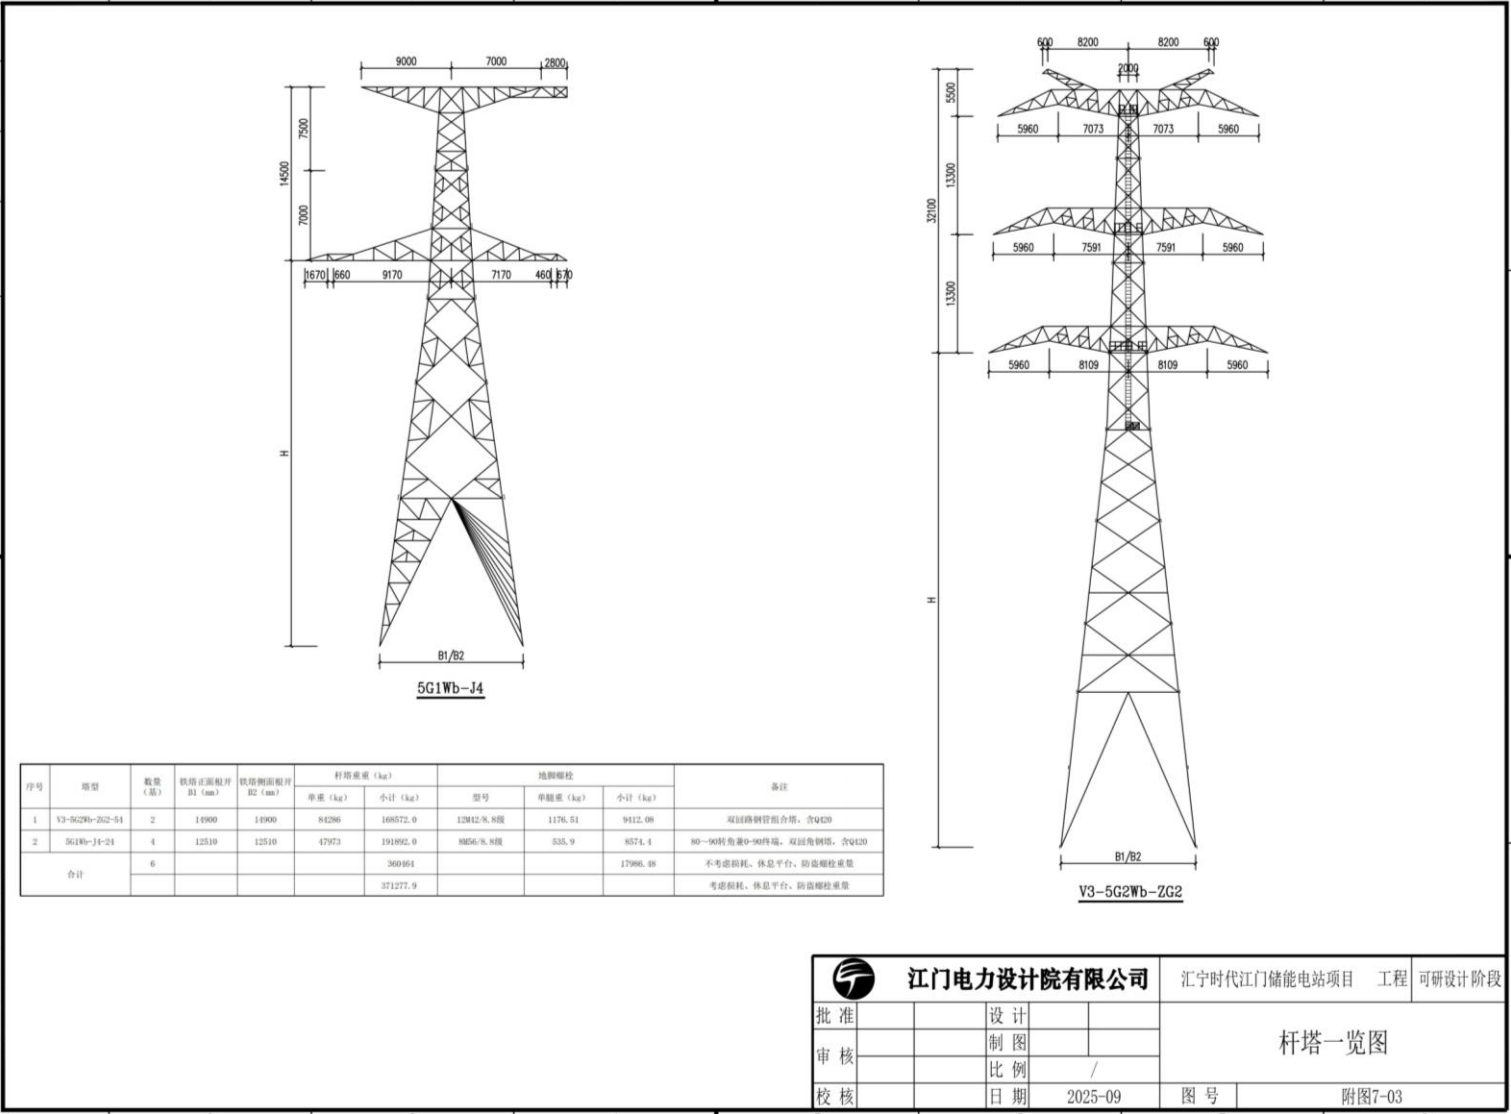 9000 7000 2800
7500
14500
7000
1670 660 9170 7170 460 670
H
B1/B2
5G1Wb-J4
600 8200 8200 600
2000
5500
5960 7073 7073 5960
13300
32100
5960 7591 7591 5960
13300
5960 8109 8109 5960
H
B1/B2
V3-5G2Wb-ZG2
序号 塔型 数量（基） 铁塔正面根开B1（mm） 铁塔侧面根开B2（mm） 杆塔重重（kg） 地脚螺栓 备注
单重（kg） 小计（kg） 型号 单腿重（kg） 小计（kg）
1 V3-5G2Wb-ZG2-54 2 14900 14900 84286 168572.0 12M42/8.8级 1176.51 9412.08 双回路钢管组合塔，含Q420
2 5G1Wb-J4-24 4 12510 12510 47973 191892.0 8M56/8.8级 535.9 8574.4 80～90转角兼0-90终端，双回角钢塔，含Q420
合计 6 360464 17986.48 不考虑损耗、休息平台、防盗螺栓重量
371277.9 考虑损耗、休息平台、防盗螺栓重量
江门电力设计院有限公司 汇宁时代江门储能电站项目 工程 可研设计阶段
批 准 设 计
审 核 制 图 杆塔一览图
比 例 /
校 核 日 期 2025-09 图 号 附图7-03